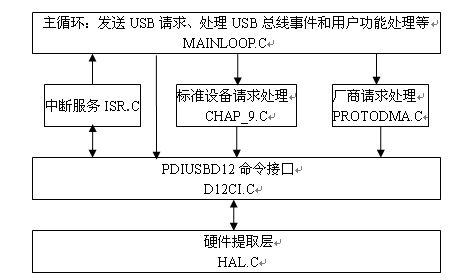 主循环：发送 USB 请求、处理 USB 总线事件和用户功能处理等
MAINLOOP.C
中断服务 ISR.C
标准设备请求处理
CHAP_9.C
厂商请求处理
PROTODMA.C
PDIUSBD12 命令接口
D12CI.C
硬件提取层
HAL.C